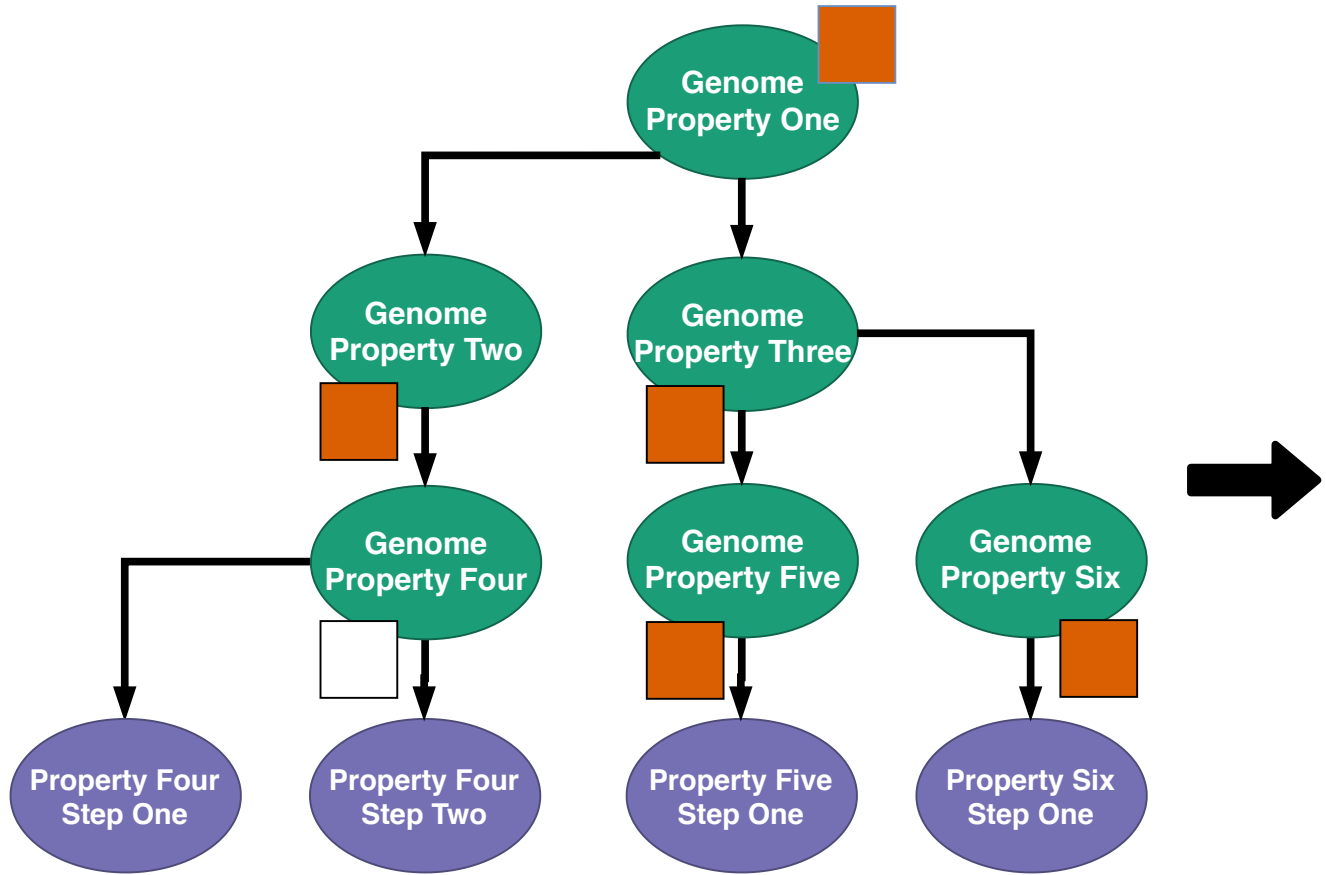 Genome
Property One
Genome
Property Two
Genome
Property Three
Genome
Property Four
Genome
Property Five
Genome
Property Six
Property Four
Step One
Property Four
Step Two
Property Five
Step One
Property Six
Step One